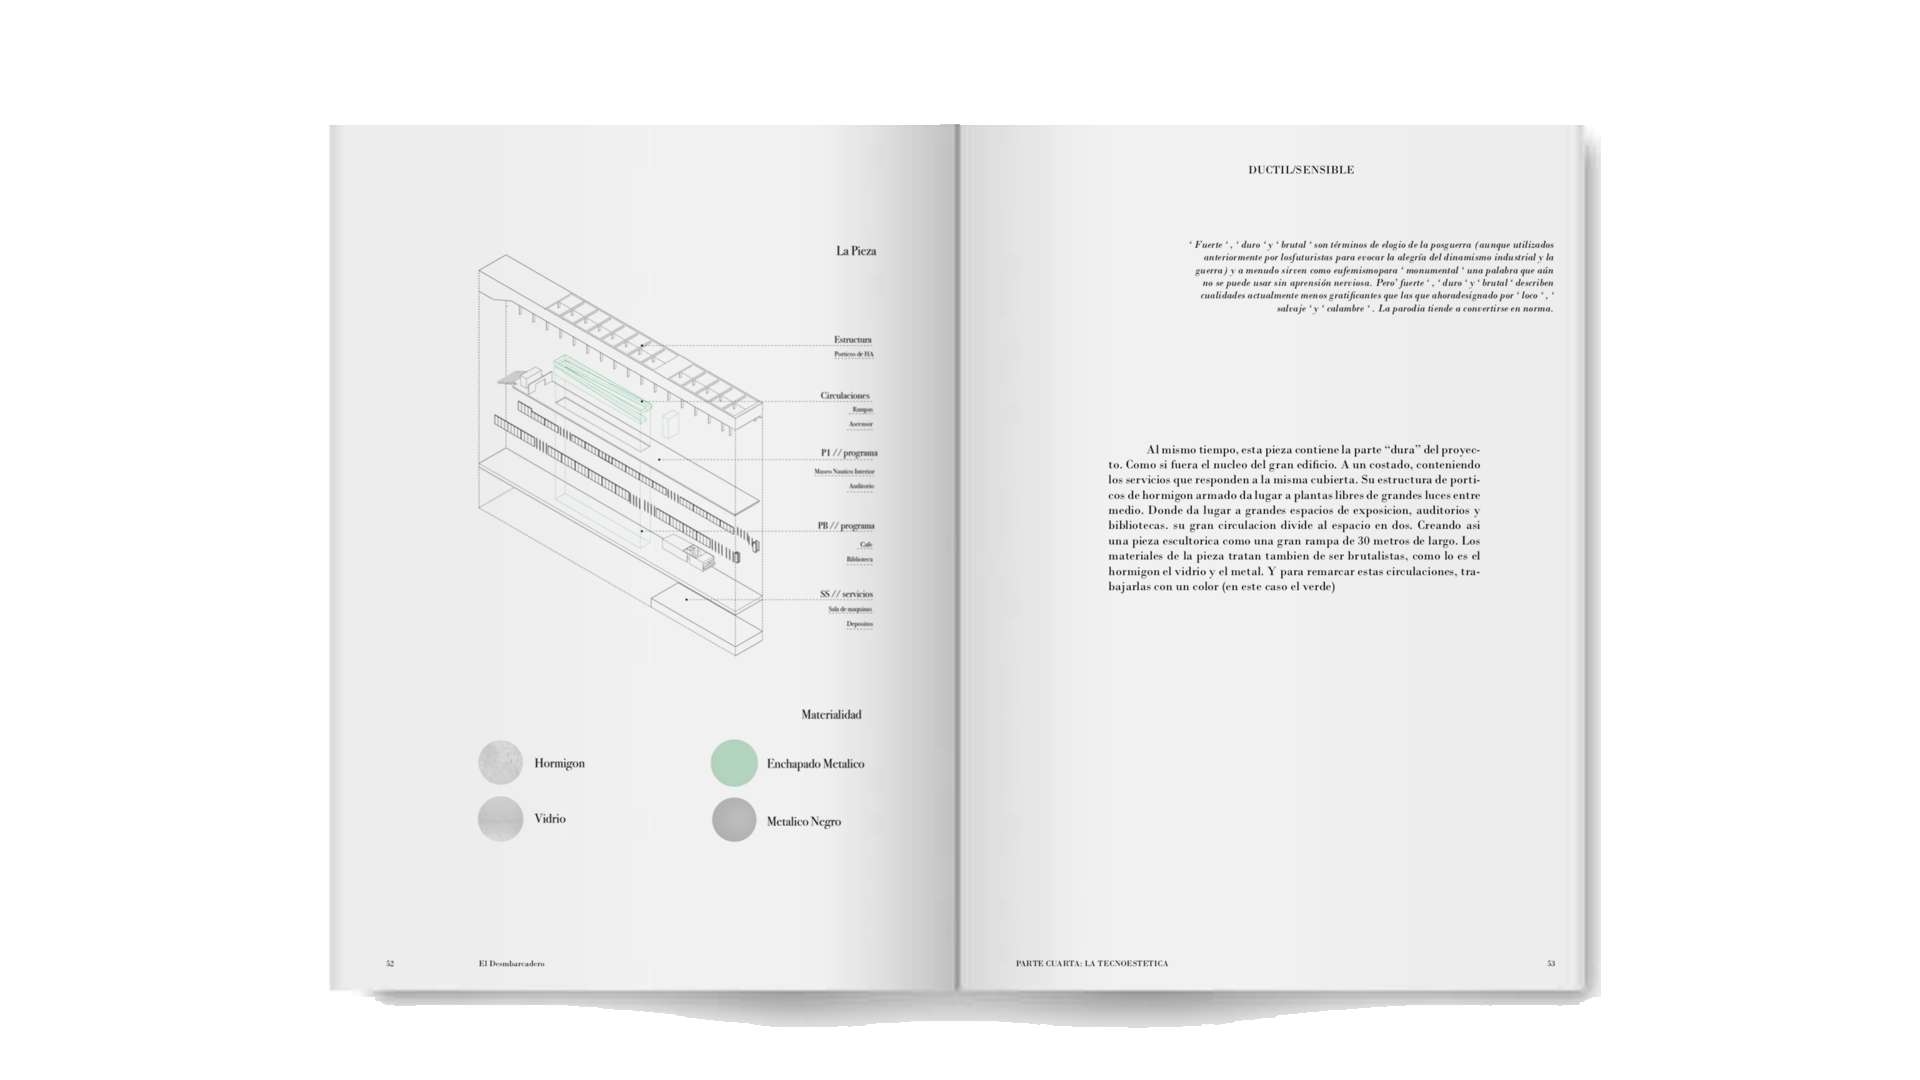 La Pieza
Estructura
Porticos de HA
Circulaciones
Rampas
Ascensor
P1 // programa
Museo Nautico Interior
Auditorio
PB // programa
Cafe
Biblioteca
SS // servicios
Sala de maquinas
Depositos
Materialidad
Hormigon
Enchapado Metalico
Vidrio
Metalico Negro
52
El Desmbarcadero
DUCTIL/SENSIBLE
‘ Fuerte ‘ , ‘ duro ‘ y ‘ brutal ‘ son términos de elogio de la posguerra (aunque utilizados
anteriormente por losfuturistas para evocar la alegría del dinamismo industrial y la
guerra) y a menudo sirven como eufemismopara ‘ monumental ‘ una palabra que aún
no se puede usar sin aprensión nerviosa. Pero’ fuerte ‘ , ‘ duro ‘ y ‘ brutal ‘ describen
cualidades actualmente menos gratificantes que las que ahoradesignado por ‘ loco ‘ , ‘
salvaje ‘ y ‘ calambre ‘ . La parodia tiende a convertirse en norma.
Al mismo tiempo, esta pieza contiene la parte “dura” del proyec-
to. Como si fuera el nucleo del gran edificio. A un costado, conteniendo
los servicios que responden a la misma cubierta. Su estructura de porti-
cos de hormigon armado da lugar a plantas libres de grandes luces entre
medio. Donde da lugar a grandes espacios de exposicion, auditorios y
bibliotecas. su gran circulacion divide al espacio en dos. Creando asi
una pieza escultorica como una gran rampa de 30 metros de largo. Los
materiales de la pieza tratan tambien de ser brutalistas, como lo es el
hormigon el vidrio y el metal. Y para remarcar estas circulaciones, tra-
bajarlas con un color (en este caso el verde)
PARTE CUARTA: LA TECNOESTETICA
53